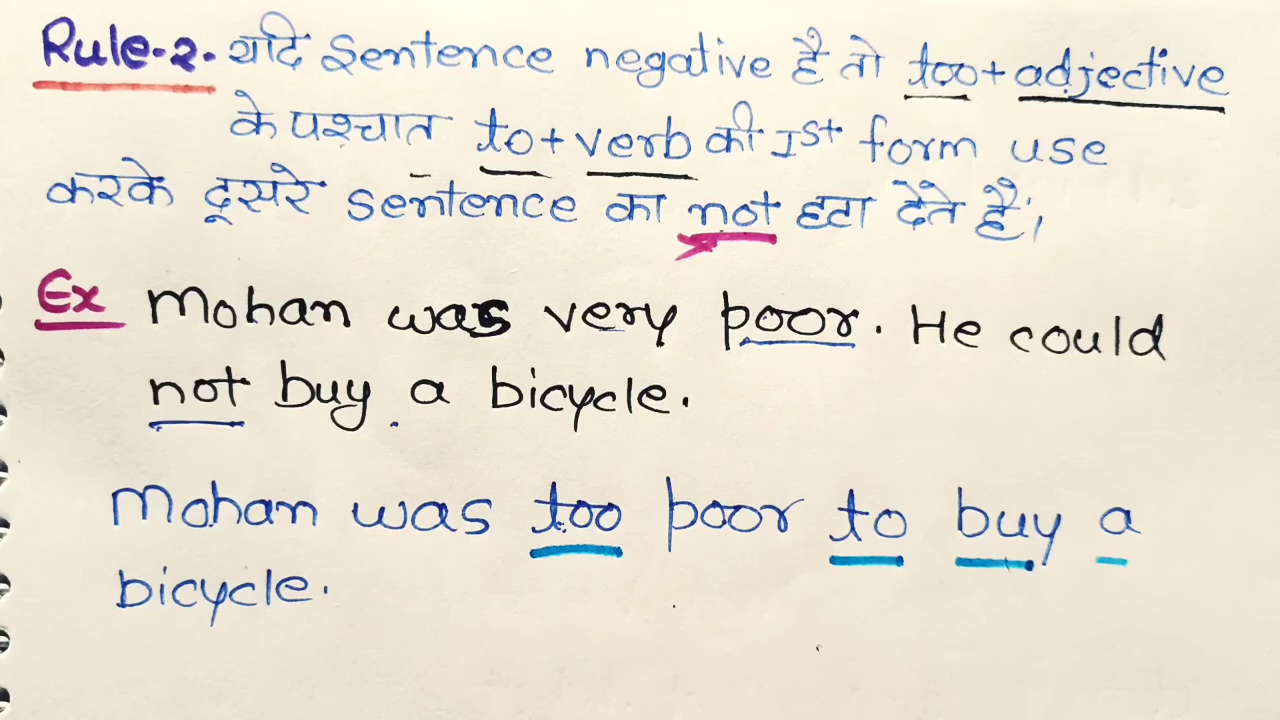 Rule-2. यदि Sentence negative है तो too+ adjective
के पश्चात to+verb की Ist form use
करके दूसरे sentence का not हटा देते हैं।
Ex Mohan was very poor. He could
not buy a bicycle.
Mohan was too poor to buy a
bicycle.